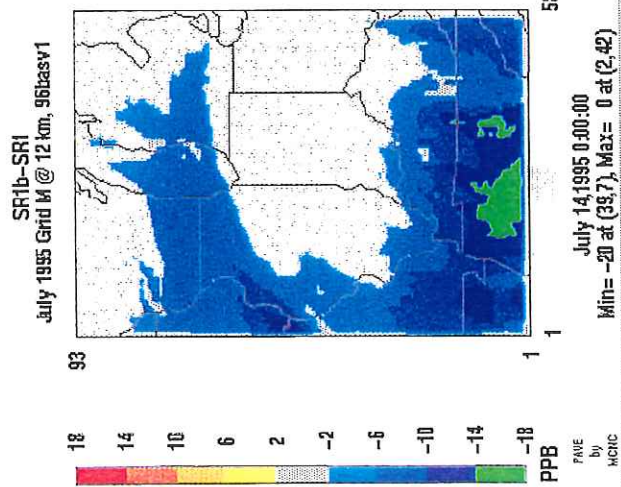 SR1b-SR1
July 1995 Grid M @ 12 km, 96basv1
18
14
10
6
2
-2
-6
-10
-14
-18
PPB
PAVE
by
MCNC
93
1
1
58
July 14,1995 0:00:00
Min= -20 at (39,7), Max= 0 at (2,42)